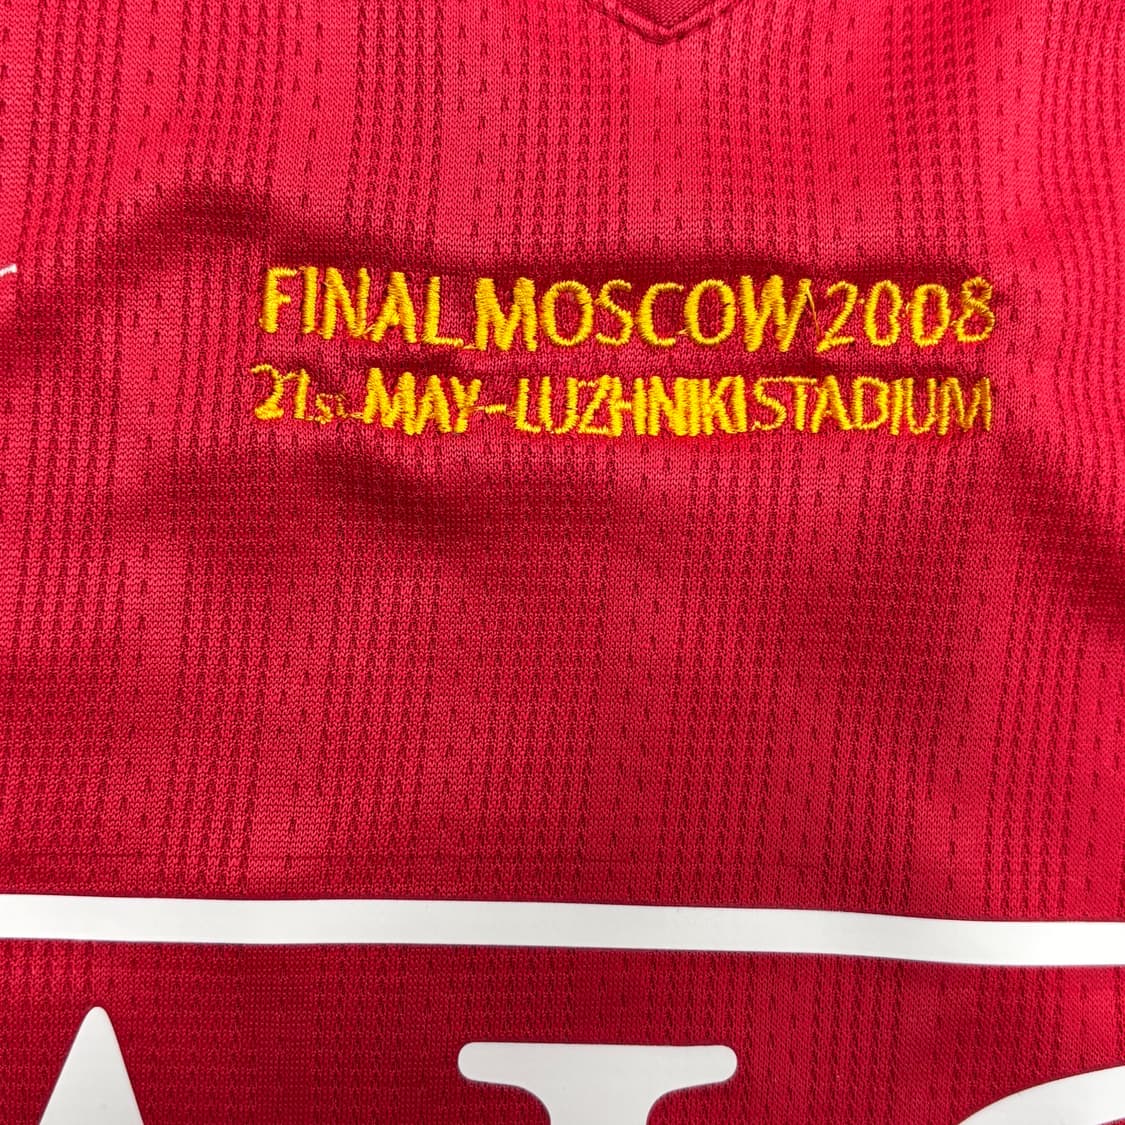 FINAL MOSCOW 2008
21st MAY-LUZHNIKI STADIUM